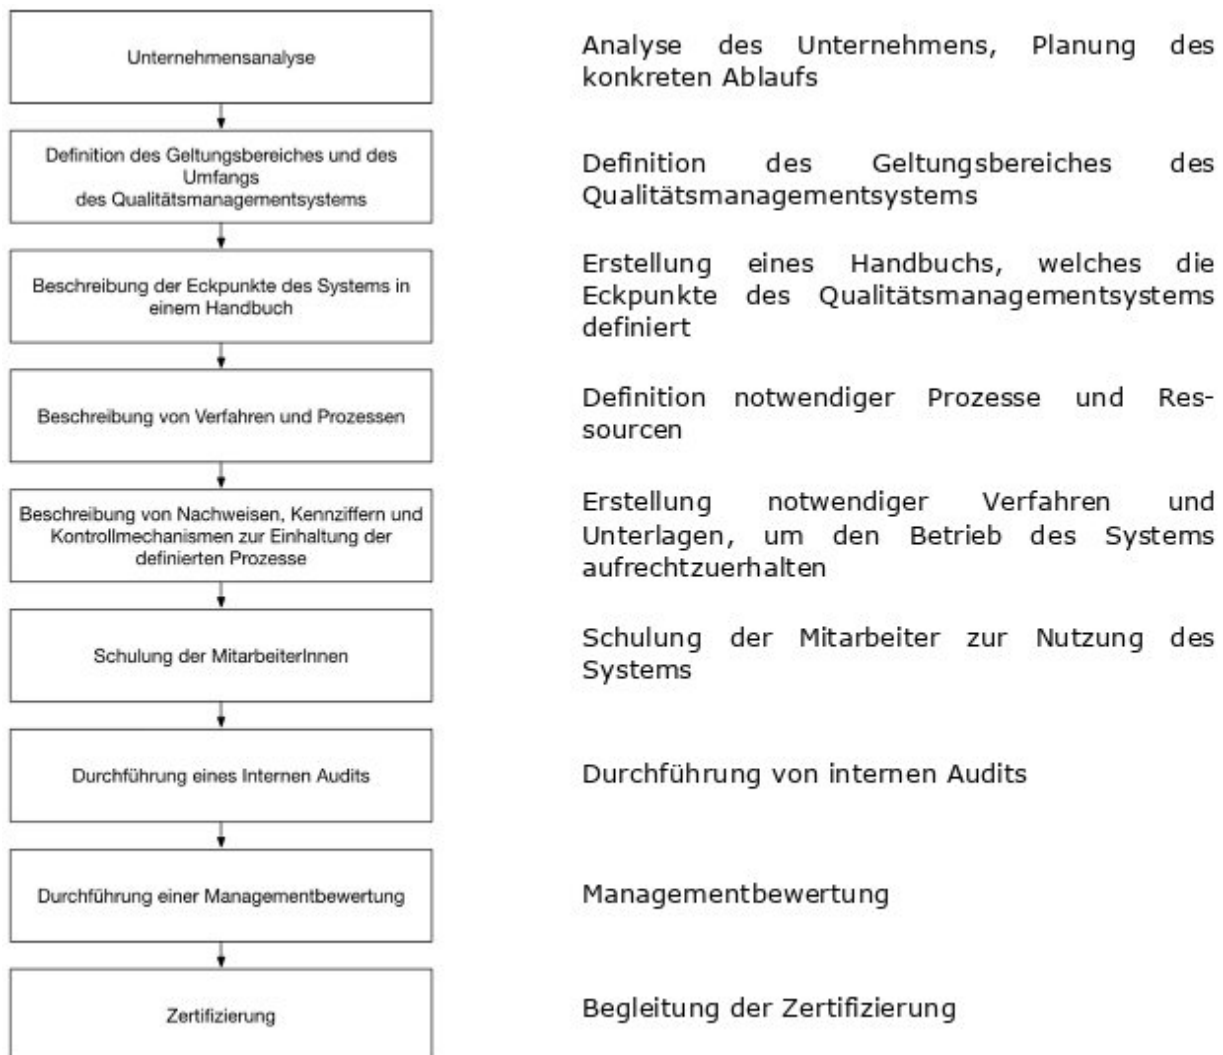 Unternehmensanalyse
Analyse des Unternehmens, Planung des
konkreten Ablaufs
Definition des Geltungsbereiches und des
Umfangs
des Qualitätsmanagementsystems
Definition des Geltungsbereiches des
Qualitätsmanagementsystems
Beschreibung der Eckpunkte des Systems in
einem Handbuch
Erstellung eines Handbuchs, welches die
Eckpunkte des Qualitätsmanagementsystems
definiert
Beschreibung von Verfahren und Prozessen
Definition notwendiger Prozesse und Res-
sourcen
Beschreibung von Nachweisen, Kennziffern und
Kontrollmechanismen zur Einhaltung der
definierten Prozesse
Erstellung notwendiger Verfahren und
Unterlagen, um den Betrieb des Systems
aufrechtzuerhalten
Schulung der MitarbeiterInnen
Schulung der Mitarbeiter zur Nutzung des
Systems
Durchführung eines Internen Audits
Durchführung von internen Audits
Durchführung einer Managementbewertung
Managementbewertung
Zertifizierung
Begleitung der Zertifizierung